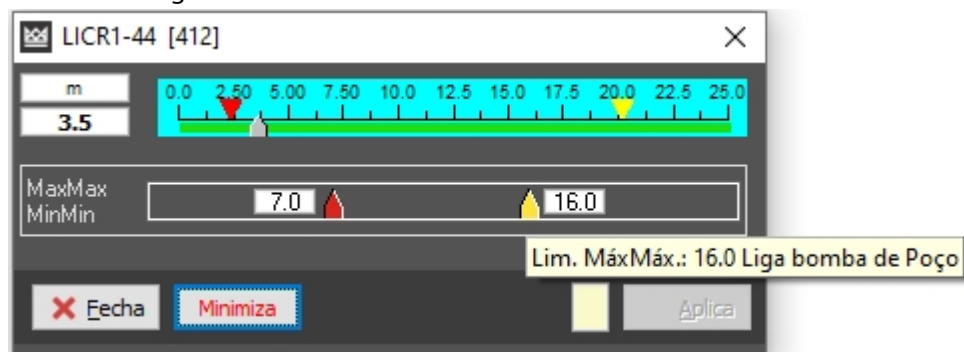 LICR1-44 [412]
m
3.5
0.0 2.50 5.00 7.50 10.0 12.5 15.0 17.5 20.0 22.5 25.0
MaxMax
MinMin
7.0 16.0
Lim. MáxMáx.: 16.0 Liga bomba de Poço
Fecha Minimiza Aplica